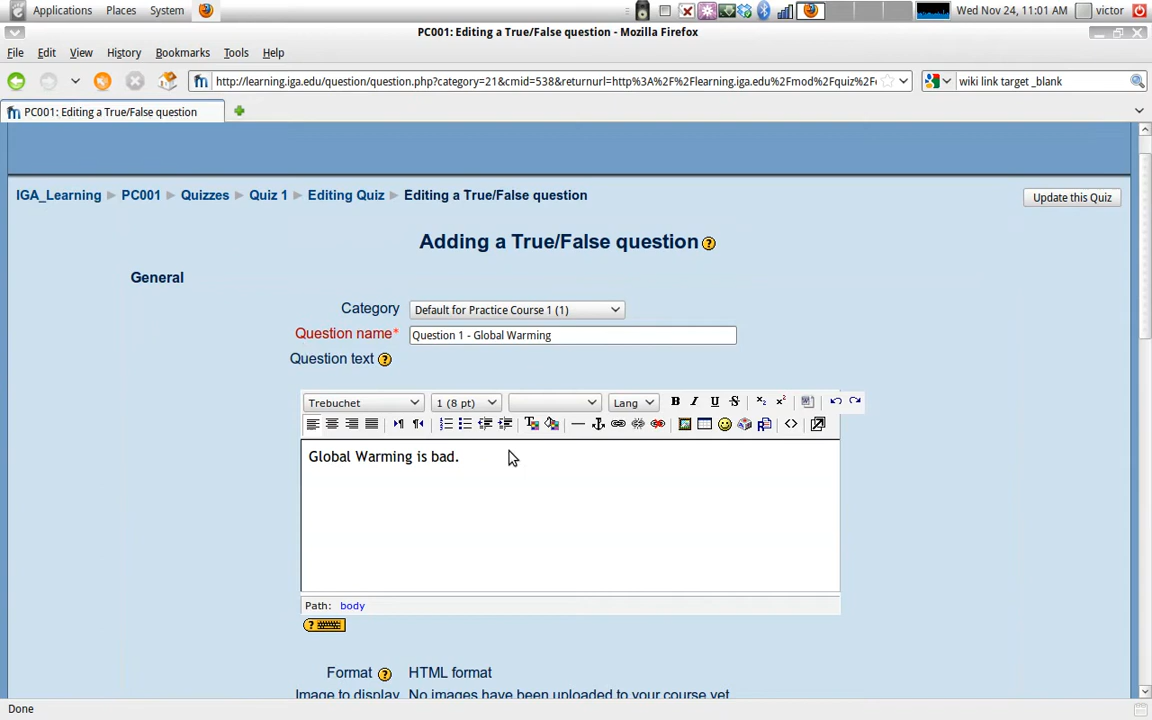 Applications Places System Wed Nov 24, 11:01 AM victor
PC001: Editing a True/False question - Mozilla Firefox
File Edit View History Bookmarks Tools Help
http://learning.iga.edu/question/question.php?category=21&cmid=538&returnurl=http%3A%2F%2Flearning.iga.edu%2Fmod%2Fquiz%2Fe wiki link target _blank
PC001: Editing a True/False question
IGA_Learning PC001 Quizzes Quiz 1 Editing Quiz Editing a True/False question Update this Quiz
Adding a True/False question ?
General
Category Default for Practice Course 1 (1)
Question name* Question 1 - Global Warming
Question text ?
Trebuchet 1 (8 pt) Lang B I U S x₂ x²
Global Warming is bad.
Path: body
?
Format ? HTML format
Image to display No images have been uploaded to your course yet
Done